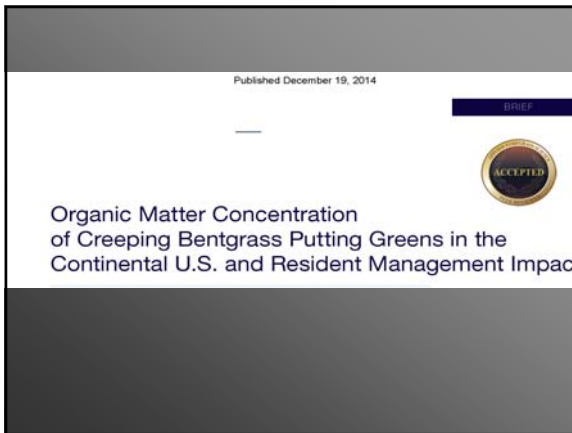 Published December 19, 2014
BRIEF
ACCEPTED
Organic Matter Concentration
of Creeping Bentgrass Putting Greens in the
Continental U.S. and Resident Management Impac